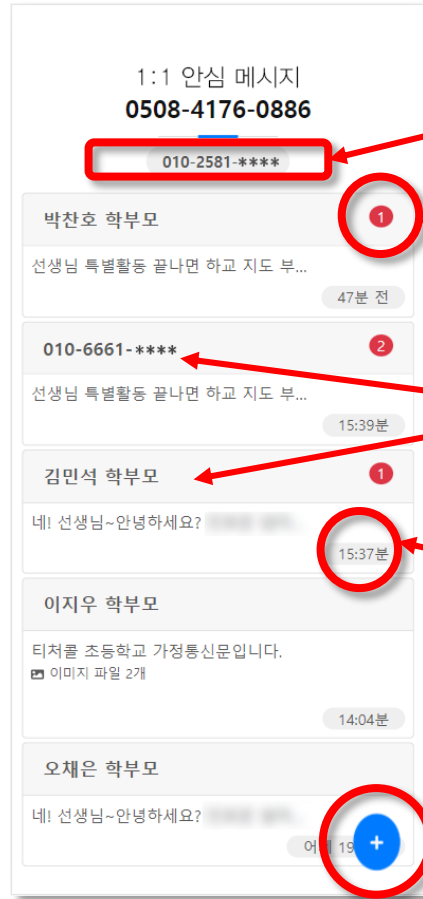 1:1 안심 메시지
0508-4176-0886
010-2581-****
박찬호 학부모
1
선생님 특별활동 끝나면 하교 지도 부...
47분 전
010-6661-****
2
선생님 특별활동 끝나면 하교 지도 부...
15:39분
김민석 학부모
1
네! 선생님~안녕하세요?
15:37분
이지우 학부모
티처콜 초등학교 가정통신문입니다.
이미지 파일 2개
14:04분
오채은 학부모
네! 선생님~안녕하세요?
+